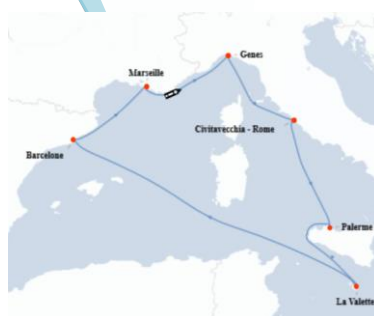 Genes
Marseille
Civitavecchia - Rome
Barcelone
Palerme
La Valette